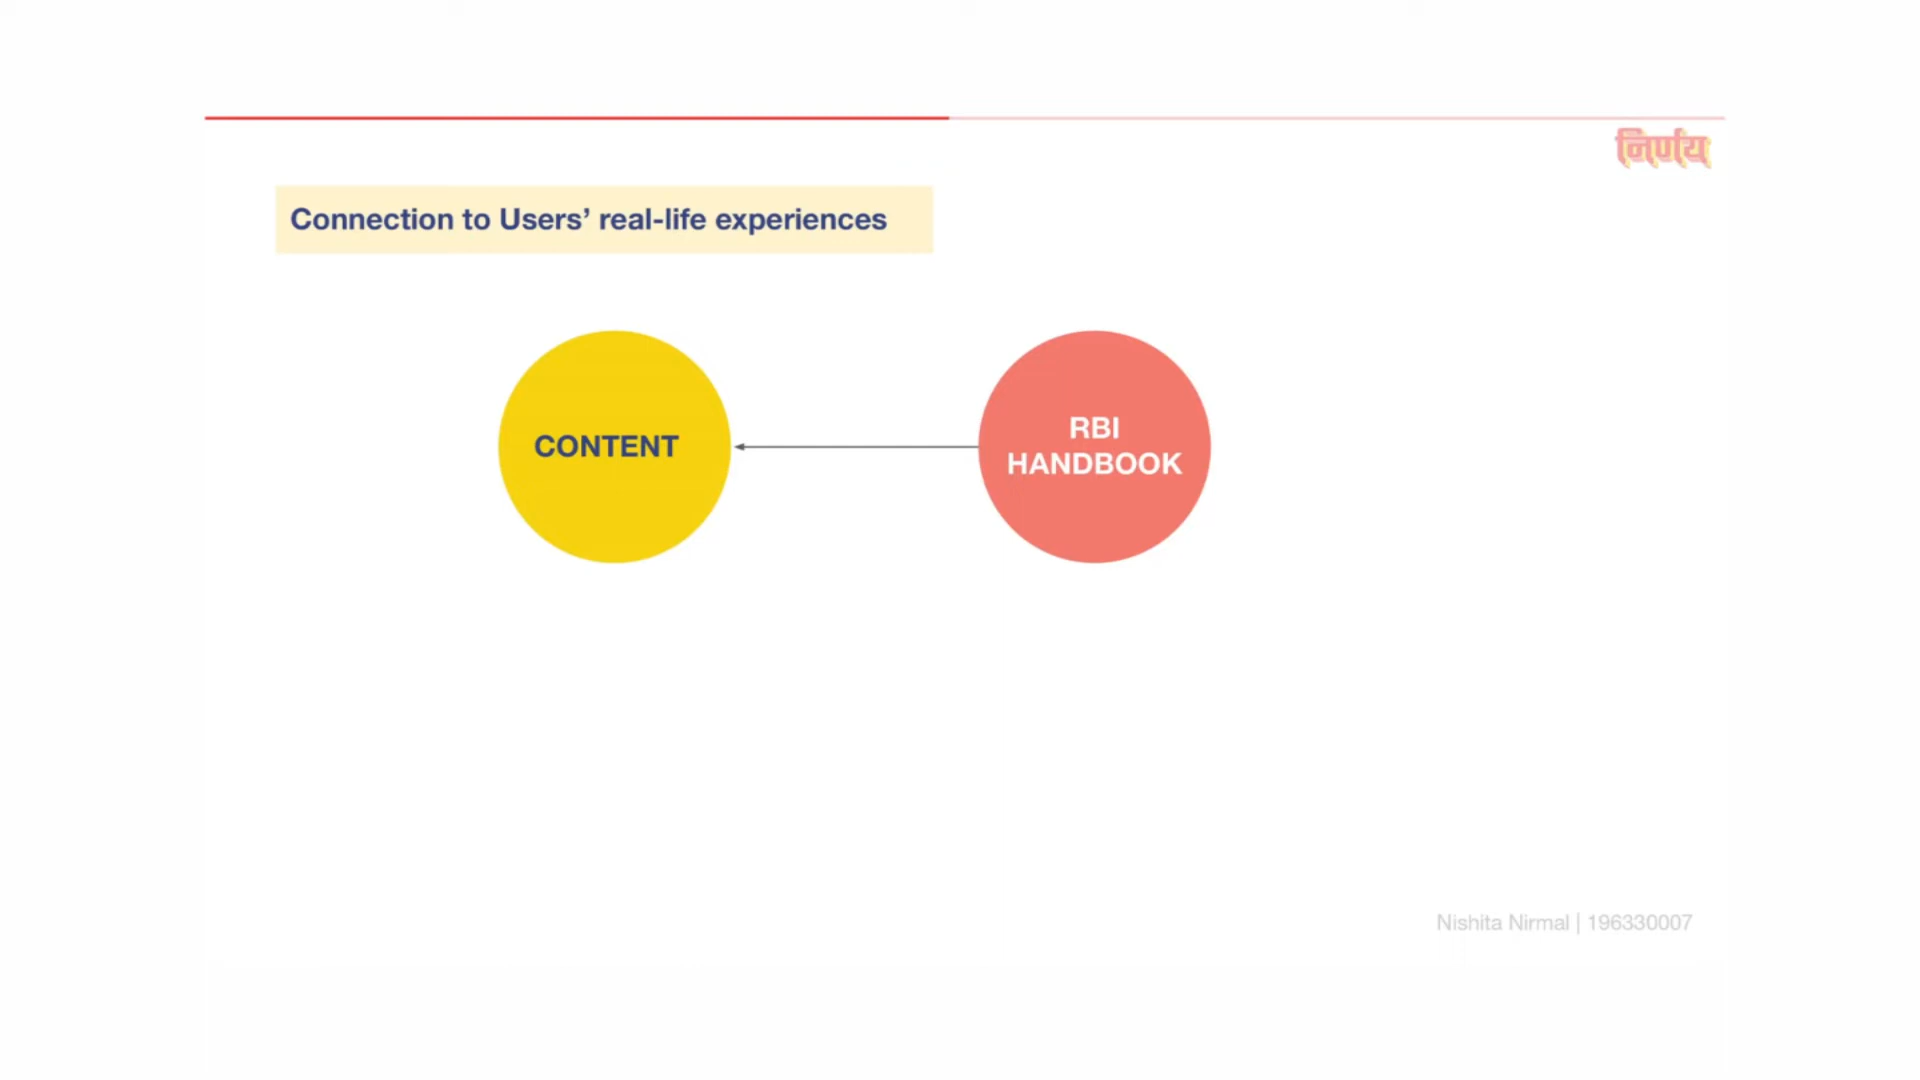 निर्णय
Connection to Users’ real-life experiences
CONTENT
RBI
HANDBOOK
Nishita Nirmal | 196330007